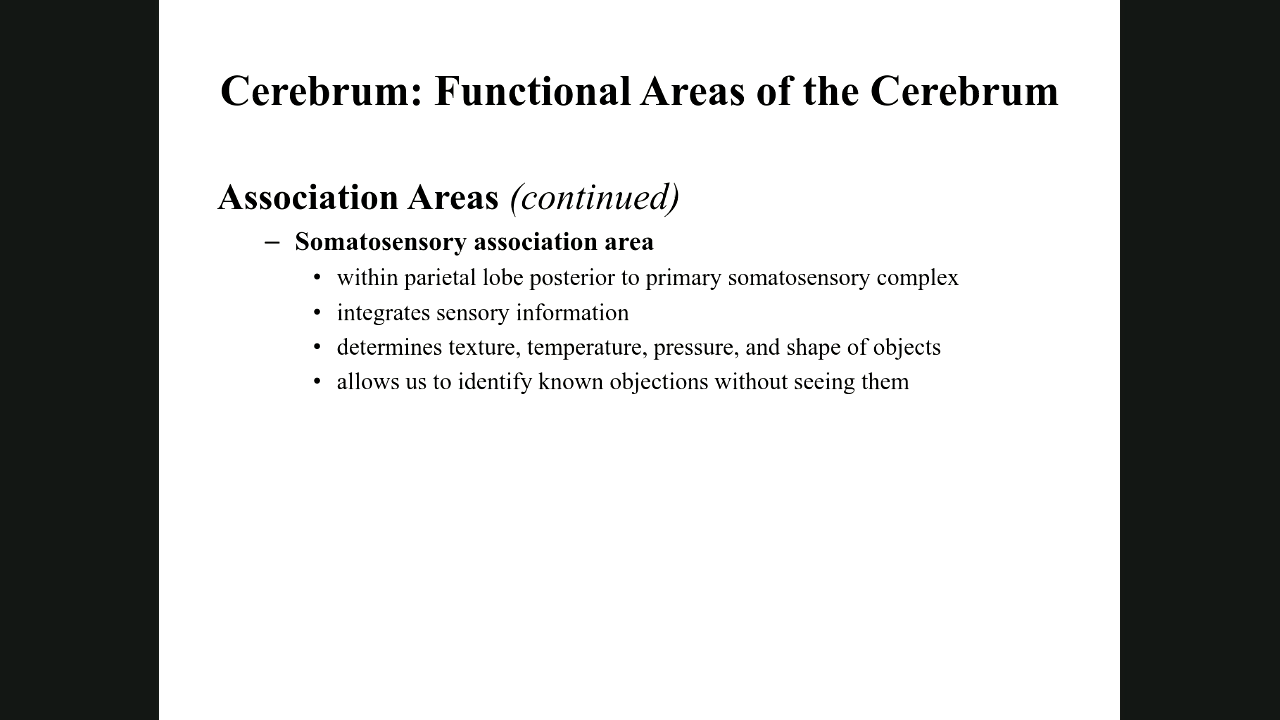 Cerebrum: Functional Areas of the Cerebrum
Association Areas (continued)
– Somatosensory association area
• within parietal lobe posterior to primary somatosensory complex
• integrates sensory information
• determines texture, temperature, pressure, and shape of objects
• allows us to identify known objections without seeing them